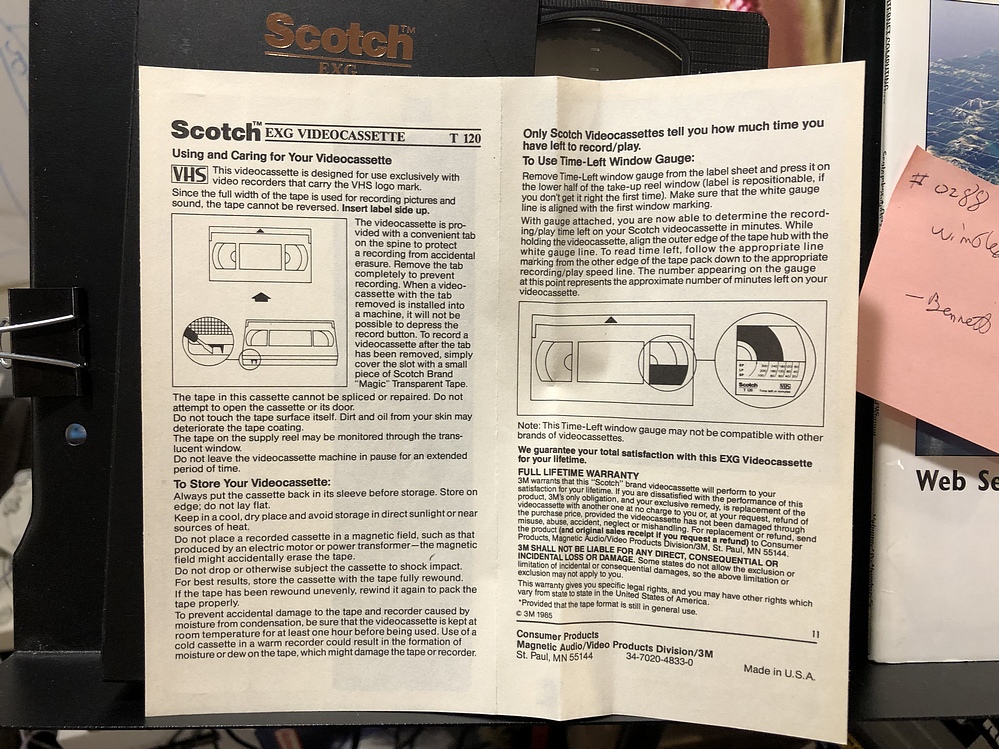 Scotch™
EXG
Scotch™ EXG VIDEOCASSETTE T 120
Using and Caring for Your Videocassette
VHS This videocassette is designed for use exclusively with
video recorders that carry the VHS logo mark.
Since the full width of the tape is used for recording pictures and
sound, the tape cannot be reversed. Insert label side up.
The videocassette is pro-
vided with a convenient tab
on the spine to protect
a recording from accidental
erasure. Remove the tab
completely to prevent
recording. When a video-
cassette with the tab
removed is installed into
a machine, it will not be
possible to depress the
record button. To record a
videocassette after the tab
has been removed, simply
cover the slot with a small
piece of Scotch Brand
“Magic” Transparent Tape.
The tape in this cassette cannot be spliced or repaired. Do not
attempt to open the cassette or its door.
Do not touch the tape surface itself. Dirt and oil from your skin may
deteriorate the tape coating.
The tape on the supply reel may be monitored through the trans-
lucent window.
Do not leave the videocassette machine in pause for an extended
period of time.
To Store Your Videocassette:
Always put the cassette back in its sleeve before storage. Store on
edge; do not lay flat.
Keep in a cool, dry place and avoid storage in direct sunlight or near
sources of heat.
Do not place a recorded cassette in a magnetic field, such as that
produced by an electric motor or power transformer—the magnetic
field might accidentally erase the tape.
Do not drop or otherwise subject the cassette to shock impact.
For best results, store the cassette with the tape fully rewound.
If the tape has been rewound unevenly, rewind it again to pack the
tape properly.
To prevent accidental damage to the tape and recorder caused by
moisture from condensation, be sure that the videocassette is kept at
room temperature for at least one hour before being used. Use of a
cold cassette in a warm recorder could result in the formation of
moisture or dew on the tape, which might damage the tape or recorder.
Only Scotch Videocassettes tell you how much time you
have left to record/play.
To Use Time-Left Window Gauge:
Remove Time-Left window gauge from the label sheet and press it on
the lower half of the take-up reel window (label is repositionable, if
you don't get it right the first time). Make sure that the white gauge
line is aligned with the first window marking.
With gauge attached, you are now able to determine the record-
ing/play time left on your Scotch videocassette in minutes. While
holding the videocassette, align the outer edge of the tape hub with the
white gauge line. To read time left, follow the appropriate line
marking from the other edge of the tape pack down to the appropriate
recording/play speed line. The number appearing on the gauge
at this point represents the approximate number of minutes left on your
videocassette.
SP
LP
EP
Scotch VHS
T 120 Time left in window
Note: This Time-Left window gauge may not be compatible with other
brands of videocassettes.
We guarantee your total satisfaction with this EXG Videocassette
for your lifetime.
FULL LIFETIME WARRANTY
3M warrants that this “Scotch” brand videocassette will perform to your
satisfaction for your lifetime. If you are dissatisfied with the performance of this
product, 3M's only obligation, and your exclusive remedy, is replacement of the
videocassette with another one at no charge to you or, at your request, refund of
the purchase price, provided the videocassette has not been damaged through
misuse, abuse, accident, neglect or mishandling. For replacement or refund, send
the product (and original sales receipt if you request a refund) to Consumer
Products, Magnetic Audio/Video Products Division/3M, St. Paul, MN 55144.
3M SHALL NOT BE LIABLE FOR ANY DIRECT, CONSEQUENTIAL OR
INCIDENTAL LOSS OR DAMAGE. Some states do not allow the exclusion or
limitation of incidental or consequential damages, so the above limitation or
exclusion may not apply to you.
This warranty gives you specific legal rights, and you may have other rights which
vary from state to state in the United States of America.
*Provided that the tape format is still in general use.
© 3M 1985
11
Consumer Products
Magnetic Audio/Video Products Division/3M
St. Paul, MN 55144 34-7020-4833-0
Made in U.S.A.
# 0288
—Bennett
Web Se